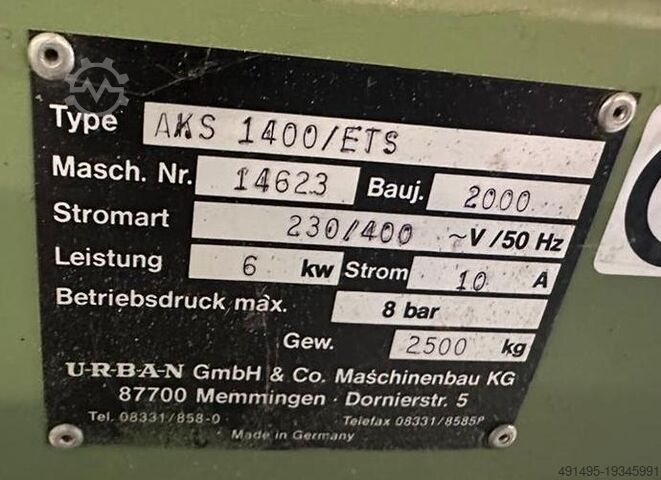 Type AKS 1400/ETS
Masch. Nr. 14623 Bauj. 2000
Stromart 230/400 ~V/50 Hz
Leistung 6 kw Strom 10 A
Betriebsdruck max. 8 bar
Gew. 2500 kg
U·R·B·A·N GmbH & Co. Maschinenbau KG
87700 Memmingen · Dornierstr. 5
Tel. 08331/858-0 Telefax 08331/8585
Made in Germany
491495-19345991